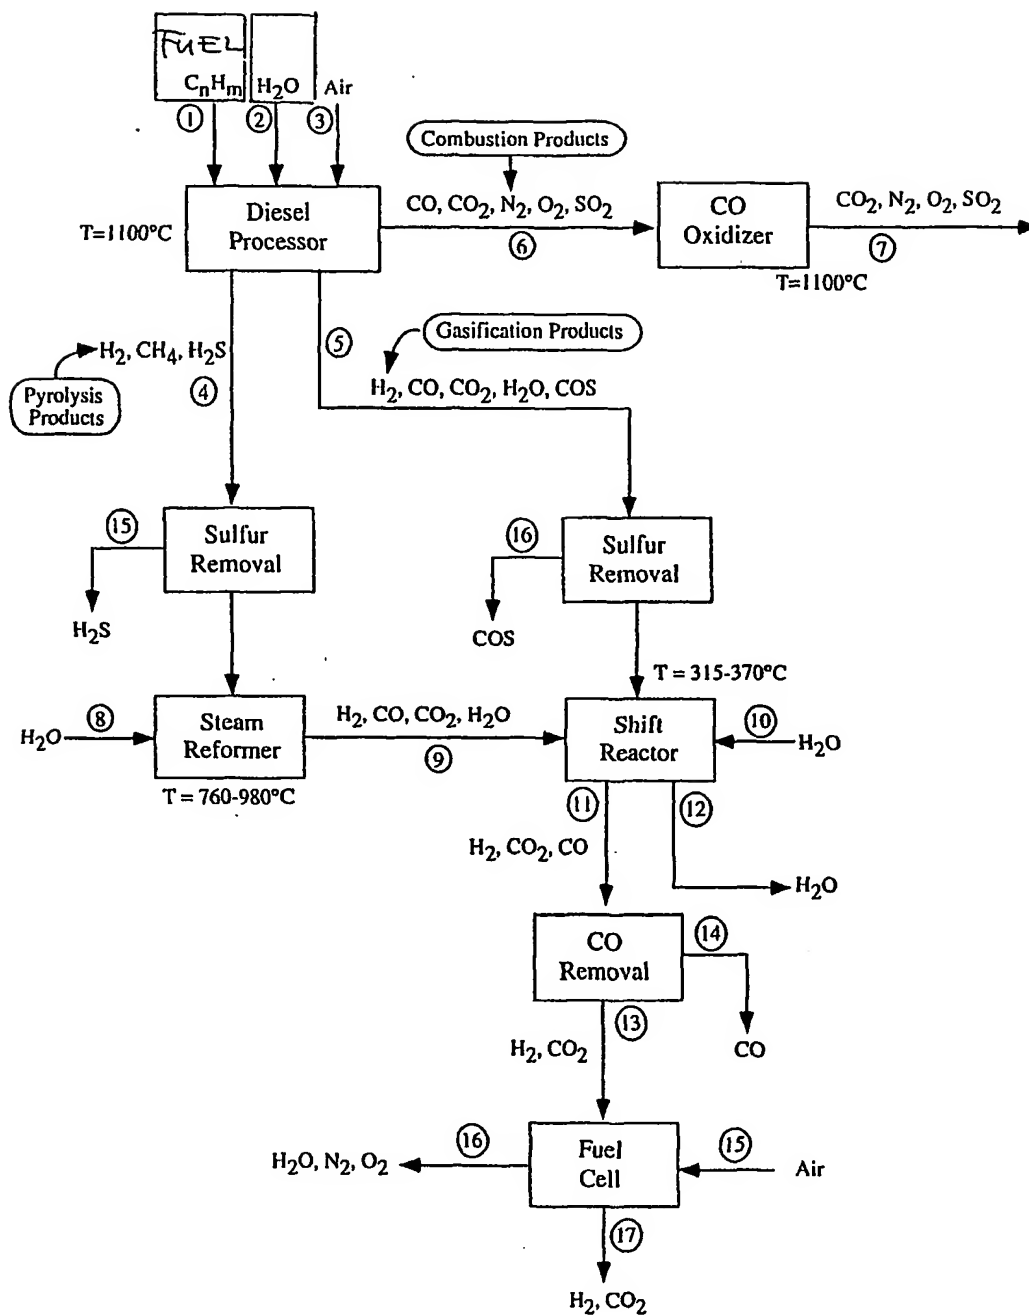 FUEL
CnHm
H2O
Air
1
2
3
Combustion Products
T=1100°C
Diesel
Processor
CO, CO2, N2, O2, SO2
6
CO
Oxidizer
CO2, N2, O2, SO2
7
T=1100°C
Pyrolysis
Products
H2, CH4, H2S
4
5
Gasification Products
H2, CO, CO2, H2O, COS
15
Sulfur
Removal
H2S
16
Sulfur
Removal
COS
T = 315-370°C
H2O
8
Steam
Reformer
T = 760-980°C
H2, CO, CO2, H2O
9
Shift
Reactor
10
H2O
11
12
H2, CO2, CO
H2O
CO
Removal
14
CO
13
H2, CO2
H2O, N2, O2
16
Fuel
Cell
15
Air
17
H2, CO2